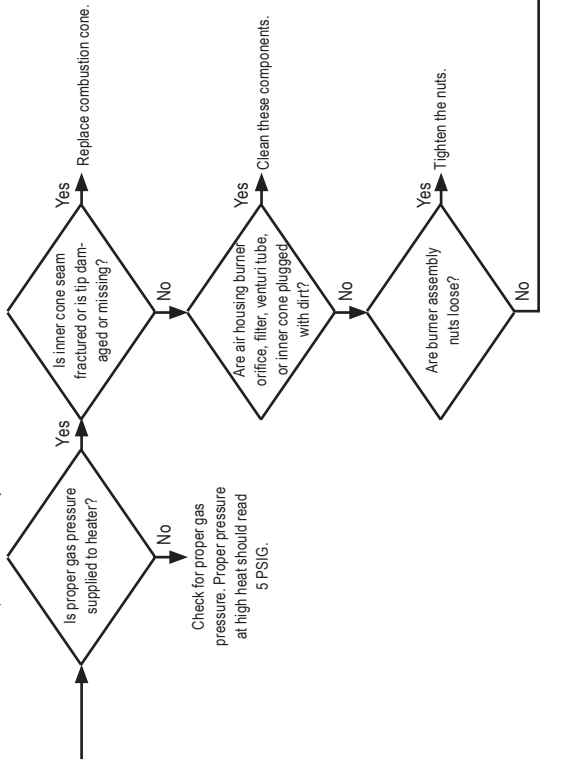 Is proper gas pressure
supplied to heater?
Yes
No
Check for proper gas
pressure. Proper pressure
at high heat should read
5 PSIG.
Is inner cone seam
fractured or is tip dam-
aged or missing?
Yes
Replace combustion cone.
No
Are air housing burner
orifice, filter, venturi tube,
or inner cone plugged
with dirt?
Yes
Clean these components.
No
Are burner assembly
nuts loose?
Yes
Tighten the nuts.
No